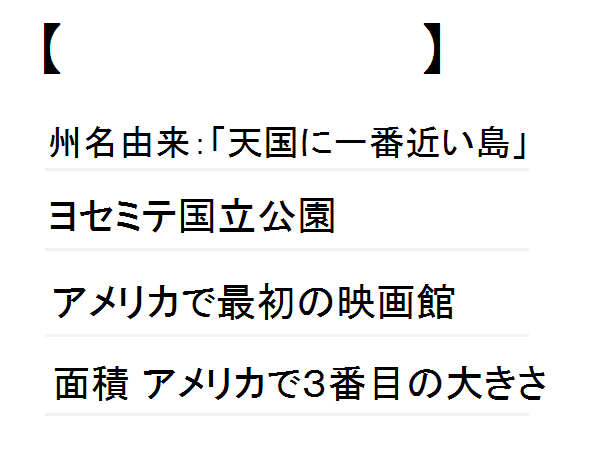 【　　　　　　　　　】
州名由来:「天国に一番近い島」
ヨセミテ国立公園
アメリカで最初の映画館
面積 アメリカで3番目の大きさ